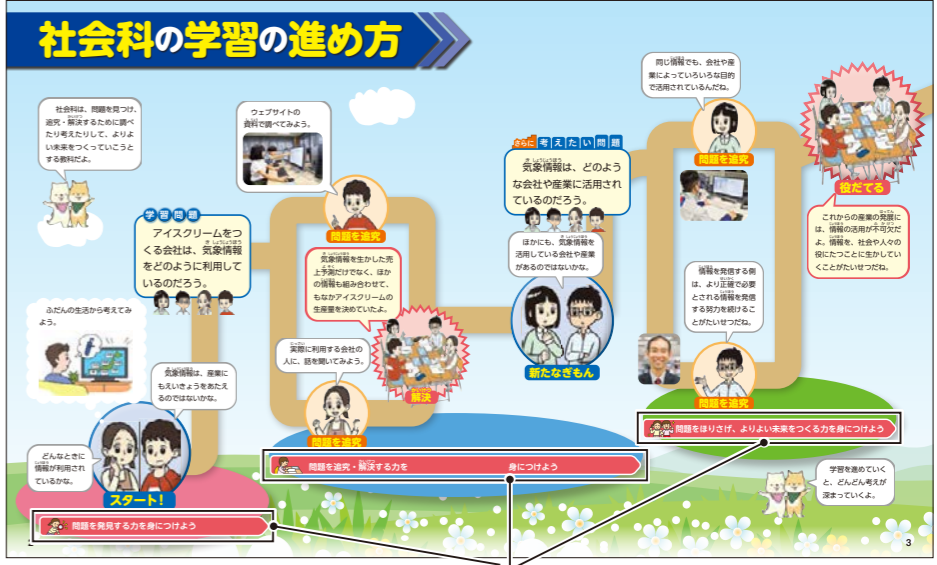 社会科の学習の進め方
社会科は、問題を見つけ、
追究・解決するために調べ
たり考えたりして、よりよ
い未来をつくっていこうと
する教科だよ。
学習問題
アイスクリームをつ
くる会社は、気象情報
をどのように利用して
いるのだろう。
ふだんの生活から考えてみ
よう。
気象情報は、産業に
もえいきょうをあたえ
るのではないかな。
どんなときに
情報が利用され
ているかな。
スタート!
問題を発見する力を身につけよう
2
ウェブサイトの
資料で調べてみよう。
問題を追究
気象情報を生かした売
上予測だけでなく、ほか
の情報も組み合わせて、
もなかアイスクリームの
生産量を決めていたよ。
実際に利用する会社の
人に、話を聞いてみよう。
問題を追究
解決
問題を追究・解決する力を 身につけよう
さらに考えたい問題
気象情報は、どのよう
な会社や産業に活用され
ているのだろう。
ほかにも、気象情報を
活用している会社や産業
があるのではないかな。
新たなぎもん
同じ情報でも、会社や産
業によっていろいろな目的
で活用されているんだね。
問題を追究
情報を発信する側
は、より正確で必要
とされる情報を発信
する努力を続けるこ
とがたいせつだね。
問題を追究
役だてる
これからの産業の発展に
は、情報の活用が不可欠だ
よ。情報を、社会や人々の
役にたつことに生かしてい
くことがたいせつだね。
問題をほりさげ、よりよい未来をつくる力を身につけよう
学習を進めていく
と、どんどん考えが
深まっていくよ。
3